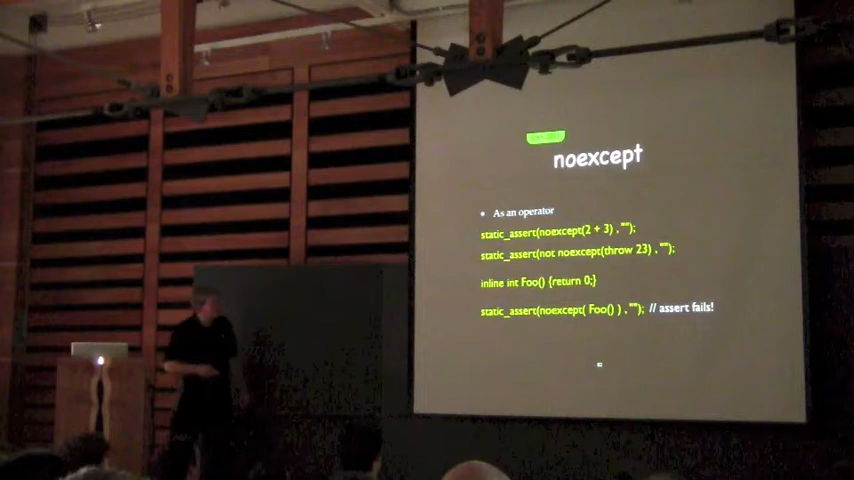 noexcept
• As an operator
static_assert(noexcept(2 + 3) , "");
static_assert(not noexcept(throw 23) , "");
inline int Foo() {return 0;}
static_assert(noexcept( Foo() ) , ""); // assert fails!